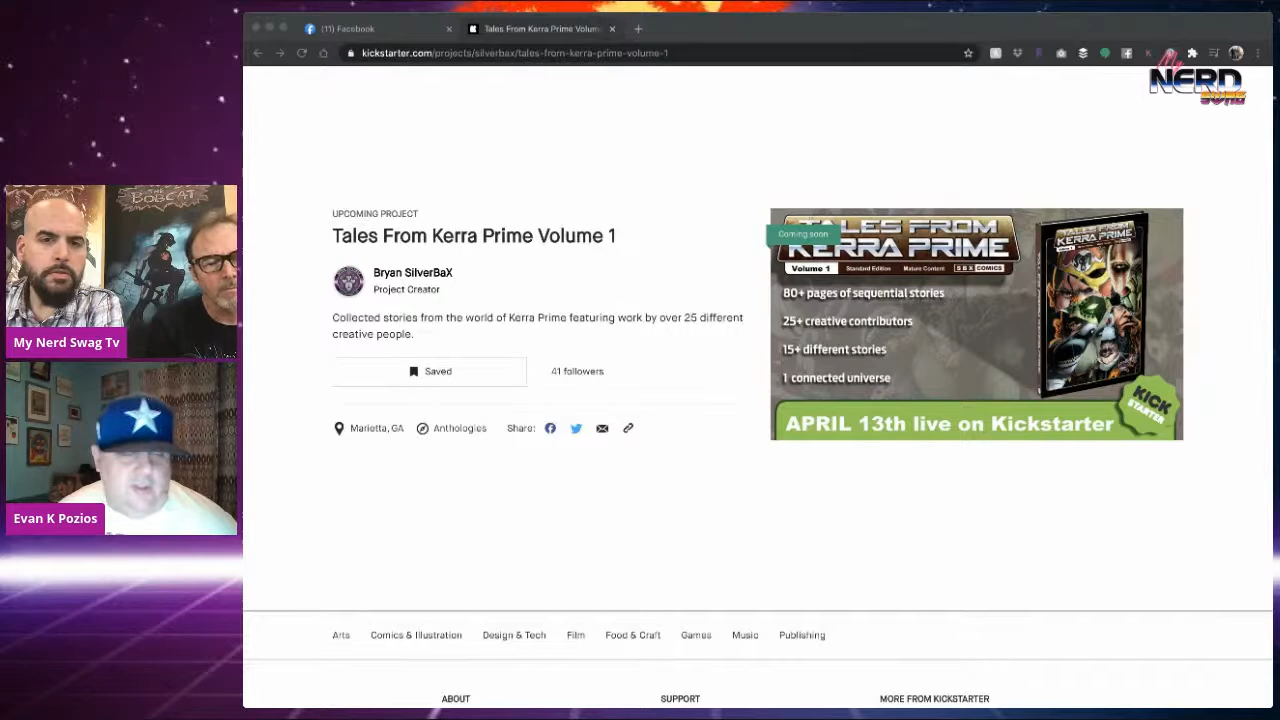 (11) Facebook
Tales From Kerra Prime Volum
kickstarter.com/projects/silverbax/tales-from-kerra-prime-volume-1
My
NERD
SWAG
THE
BOBCAT
My Nerd Swag Tv
Evan K Pozios
UPCOMING PROJECT
Tales From Kerra Prime Volume 1
Bryan SilverBaX
Project Creator
Collected stories from the world of Kerra Prime featuring work by over 25 different
creative people.
Saved
41 followers
Marietta, GA
Anthologies
Share:
Coming soon
TALES FROM
KERRA PRIME
Volume 1
Standard Edition
Mature Content
SBX COMICS
80+ pages of sequential stories
25+ creative contributors
15+ different stories
1 connected universe
TALES FROM
KERRA PRIME
KICK
STARTER
APRIL 13th live on Kickstarter
Arts
Comics & Illustration
Design & Tech
Film
Food & Craft
Games
Music
Publishing
ABOUT
SUPPORT
MORE FROM KICKSTARTER